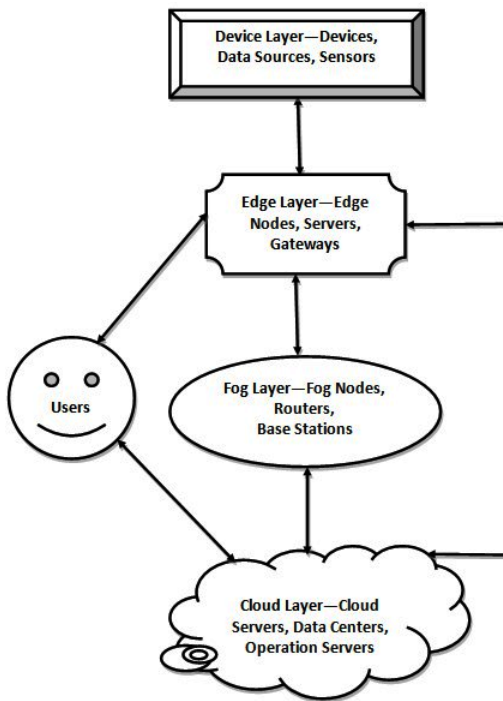 Device Layer—Devices,
Data Sources, Sensors
Edge Layer—Edge
Nodes, Servers,
Gateways
Users
Fog Layer—Fog Nodes,
Routers,
Base Stations
Cloud Layer—Cloud
Servers, Data Centers,
Operation Servers